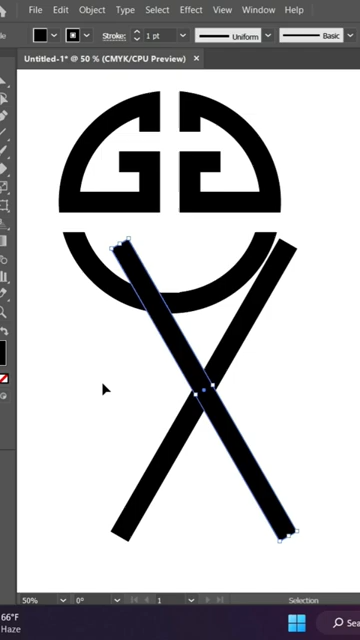 File Edit Object Type Select Effect View Window Help
Stroke: 1 pt Uniform Basic
Untitled-1* @ 50 % (CMYK/CPU Preview) ×
50% 0° 1 Selection
66°F
Haze
Sea